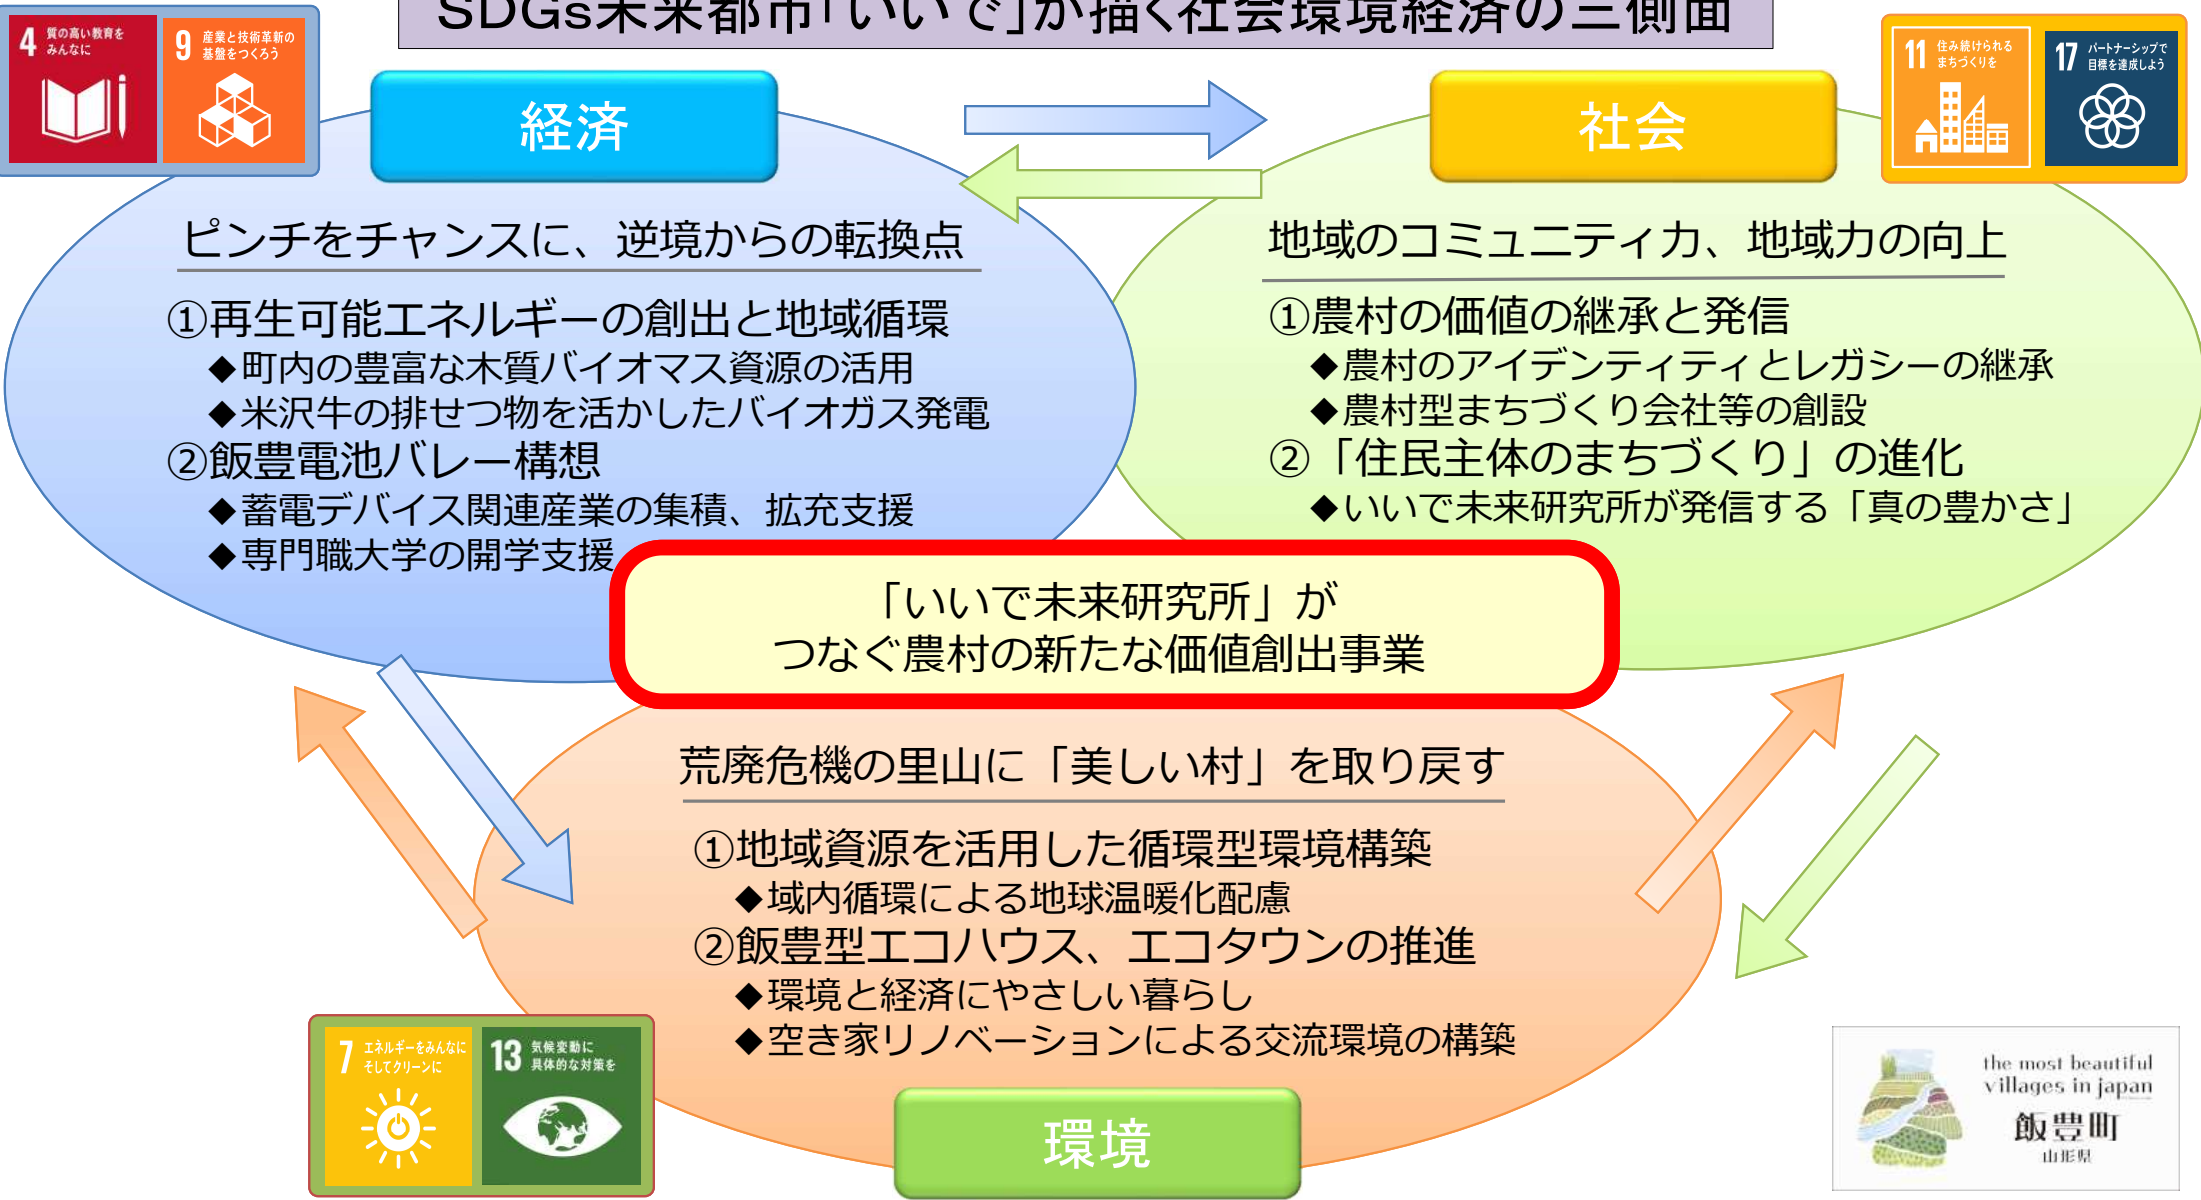 SDGs未来都市「いいで」が描く社会環境経済の三側面
4 質の高い教育を
みんなに
9 産業と技術革新の
基盤をつくろう
11 住み続けられる
まちづくりを
17 パートナーシップで
目標を達成しよう
経済
ピンチをチャンスに、逆境からの転換点
①再生可能エネルギーの創出と地域循環
◆町内の豊富な木質バイオマス資源の活用
◆米沢牛の排せつ物を活かしたバイオガス発電
②飯豊電池バレー構想
◆蓄電デバイス関連産業の集積、拡充支援
◆専門職大学の開学支援
社会
地域のコミュニティ力、地域力の向上
①農村の価値の継承と発信
◆農村のアイデンティティとレガシーの継承
◆農村型まちづくり会社等の創設
②「住民主体のまちづくり」の進化
◆いいで未来研究所が発信する「真の豊かさ」
「いいで未来研究所」が
つなぐ農村の新たな価値創出事業
荒廃危機の里山に「美しい村」を取り戻す
①地域資源を活用した循環型環境構築
◆域内循環による地球温暖化配慮
②飯豊型エコハウス、エコタウンの推進
◆環境と経済にやさしい暮らし
◆空き家リノベーションによる交流環境の構築
環境
7 エネルギーをみんなに
そしてクリーンに
13 気候変動に
具体的な対策を
the most beautiful
villages in japan
飯豊町
山形県